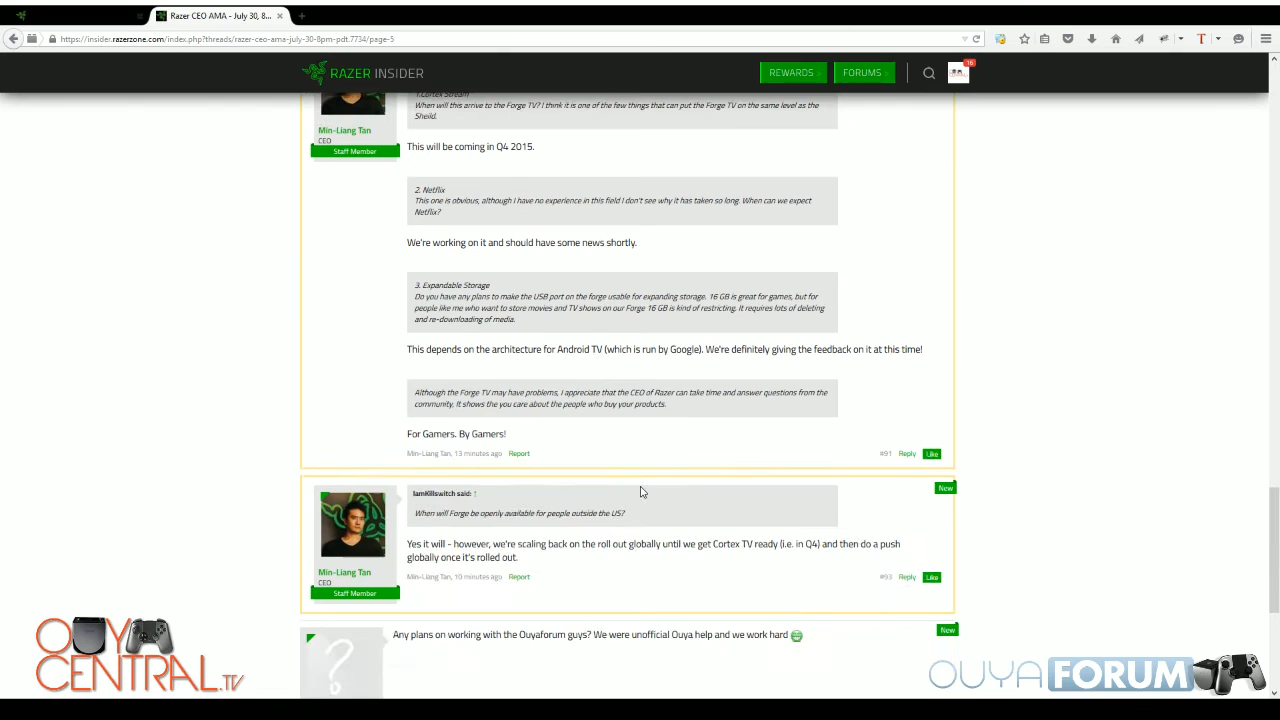 Razer CEO AMA - July 30, 8...
https://insider.razerzone.com/index.php?threads/razer-ceo-ama-july-30-8pm-pdt.7734/page-5
RAZER INSIDER
REWARDS
FORUMS
16
1.Cortex Stream
When will this arrive to the Forge TV? I think it is one of the few things that can put the Forge TV on the same level as the
Sheild.
Min-Liang Tan
CEO
Staff Member
This will be coming in Q4 2015.
2. Netflix
This one is obvious, although I have no experience in this field I don't see why it has taken so long. When can we expect
Netflix?
We're working on it and should have some news shortly.
3. Expandable Storage
Do you have any plans to make the USB port on the forge usable for expanding storage. 16 GB is great for games, but for
people like me who want to store movies and TV shows on our Forge 16 GB is kind of restricting. It requires lots of deleting
and re-downloading of media.
This depends on the architecture for Android TV (which is run by Google). We're definitely giving the feedback on it at this time!
Although the Forge TV may have problems, I appreciate that the CEO of Razer can take time and answer questions from the
community, It shows the you care about the people who buy your products.
For Gamers. By Gamers!
Min-Liang Tan, 13 minutes ago Report
#91 Reply Like
New
IamKillswitch said: ↑
When will Forge be openly available for people outside the US?
Yes it will - however, we're scaling back on the roll out globally until we get Cortex TV ready (i.e. in Q4) and then do a push
globally once it's rolled out.
Min-Liang Tan
CEO
Staff Member
Min-Liang Tan, 10 minutes ago Report
#93 Reply Like
New
Any plans on working with the Ouyaforum guys? We were unofficial Ouya help and we work hard
OUYA
CENTRAL.TV
OUYAFORUM